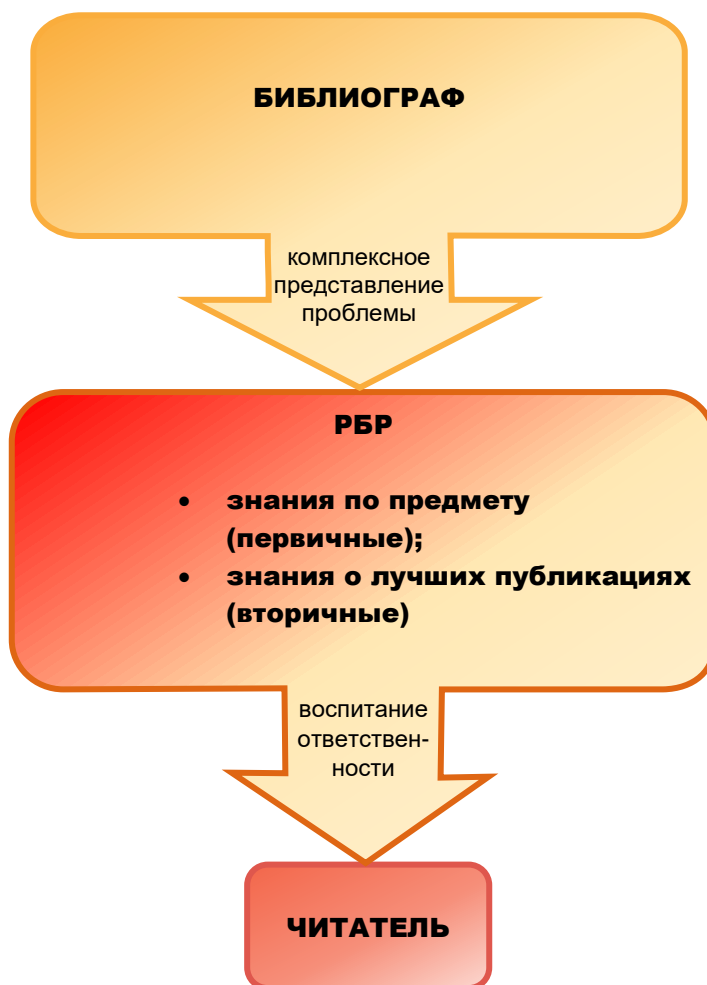 БИБЛИОГРАФ
комплексное
представление
проблемы
РБР
• знания по предмету
(первичные);
• знания о лучших публикациях
(вторичные)
воспитание
ответствен-
ности
ЧИТАТЕЛЬ